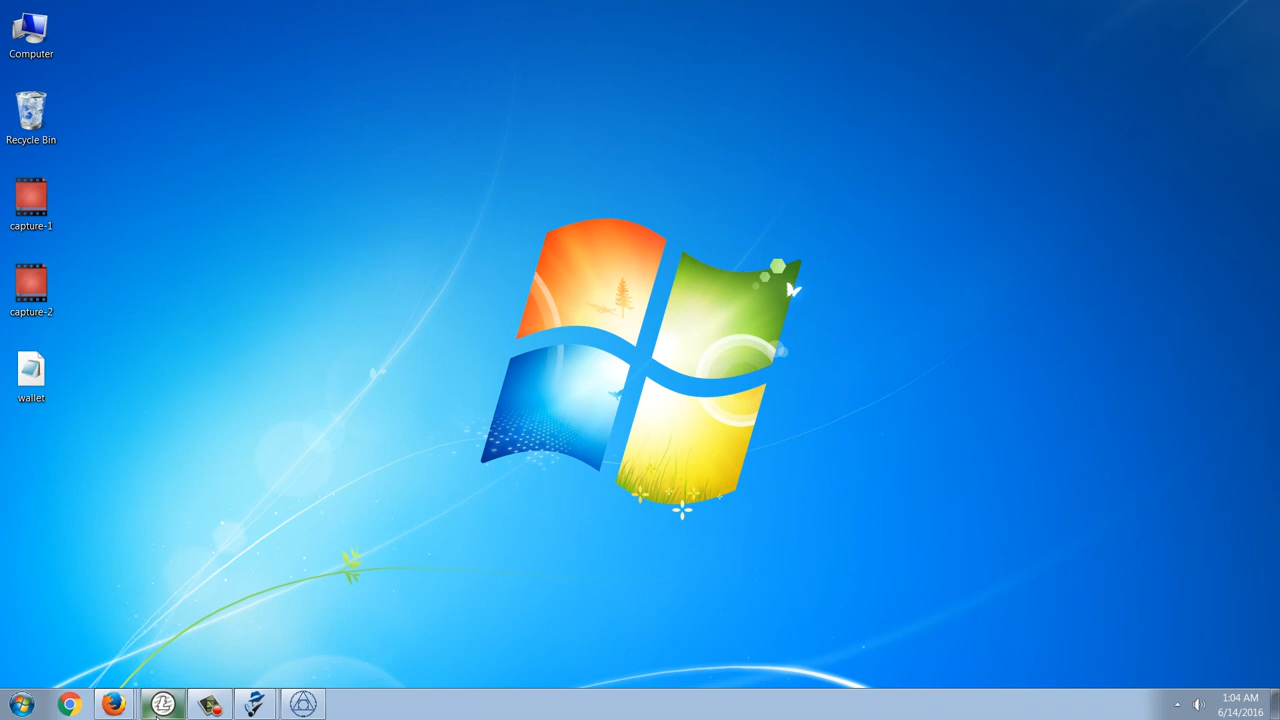 Computer
Recycle Bin
capture-1
capture-2
wallet
1:04 AM
6/14/2016